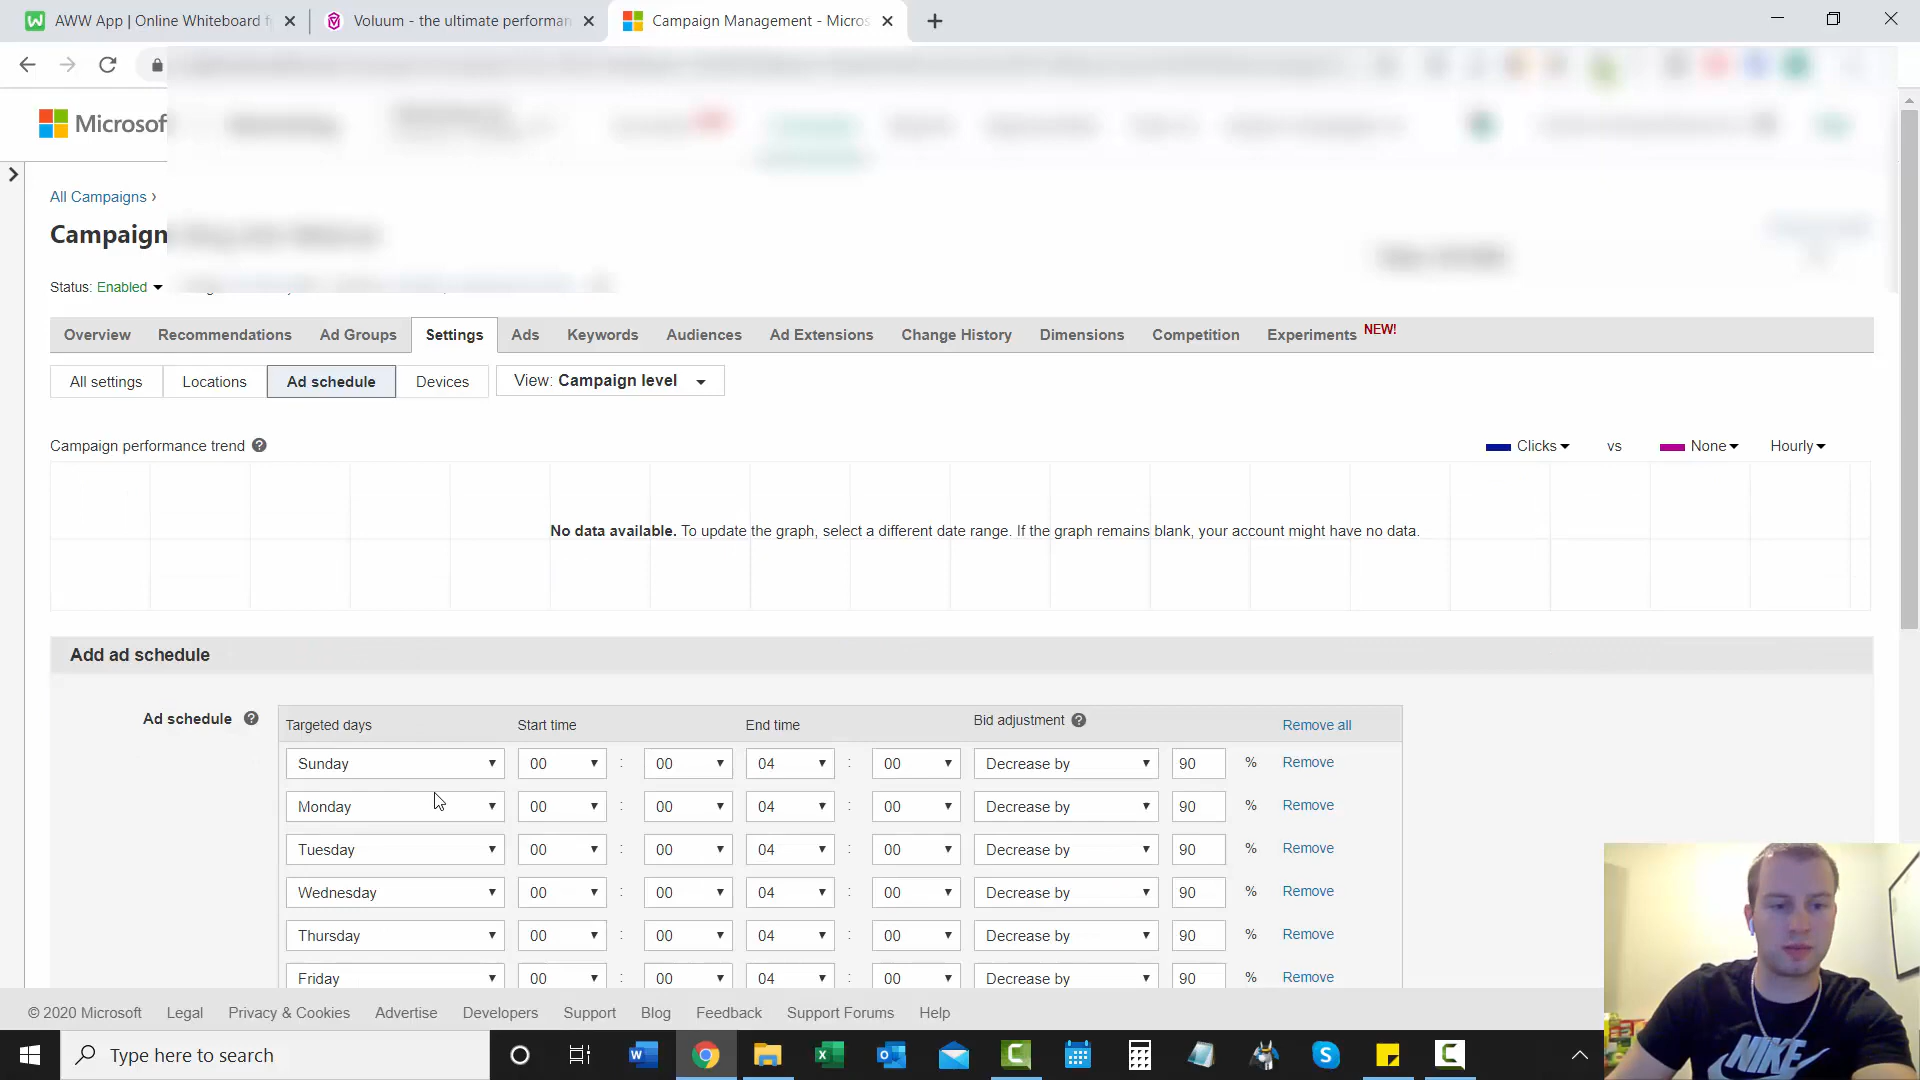 AWW App | Online Whiteboard f
Voluum - the ultimate performan
Campaign Management - Micros
Microsof
All Campaigns ›
Campaign
Status: Enabled
Overview Recommendations Ad Groups Settings Ads Keywords Audiences Ad Extensions Change History Dimensions Competition Experiments NEW!
All settings Locations Ad schedule Devices View: Campaign level
Campaign performance trend ? Clicks vs None Hourly
No data available. To update the graph, select a different date range. If the graph remains blank, your account might have no data.
Add ad schedule
Ad schedule ? Targeted days Start time End time Bid adjustment ? Remove all
Sunday 00 : 00 04 : 00 Decrease by 90 % Remove
Monday 00 : 00 04 : 00 Decrease by 90 % Remove
Tuesday 00 : 00 04 : 00 Decrease by 90 % Remove
Wednesday 00 : 00 04 : 00 Decrease by 90 % Remove
Thursday 00 : 00 04 : 00 Decrease by 90 % Remove
Friday 00 : 00 04 : 00 Decrease by 90 % Remove
© 2020 Microsoft Legal Privacy & Cookies Advertise Developers Support Blog Feedback Support Forums Help
Type here to search
NIKE